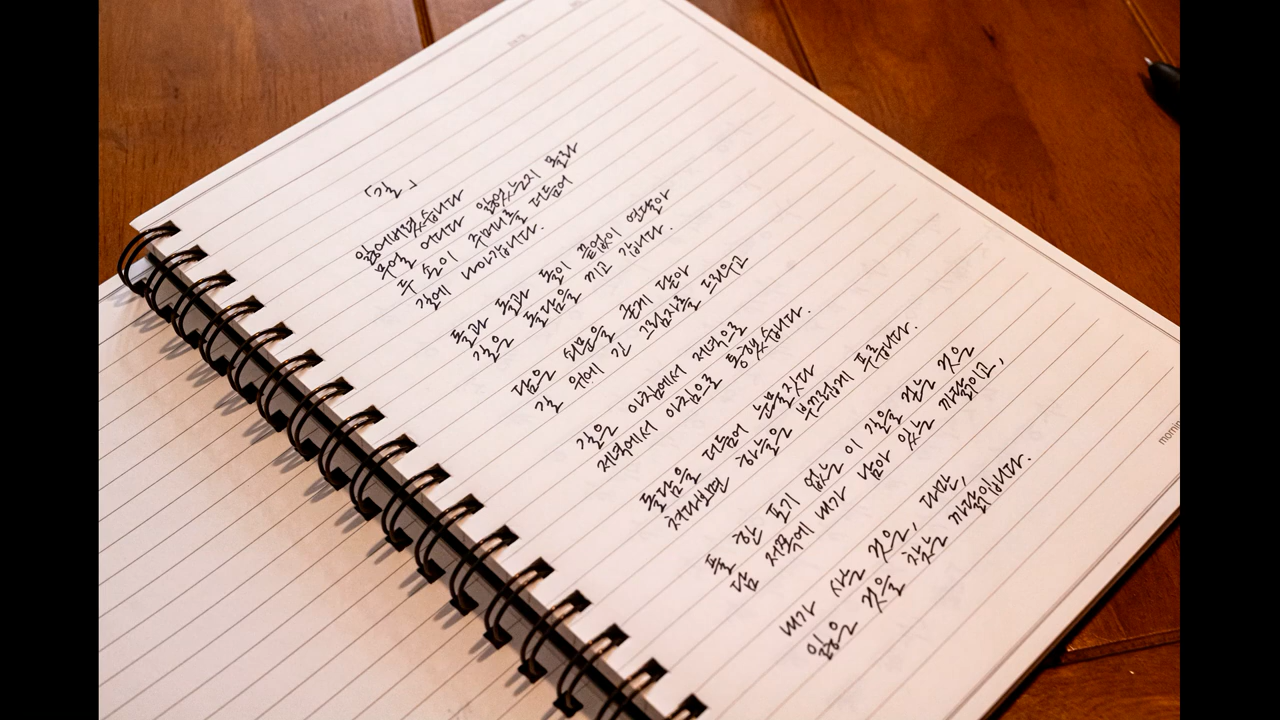 「길」
잃어버렸습니다
무얼 어디다 잃었는지 몰라
두 손이 주머니를 더듬어
길에 나아갑니다.
돌과 돌과 돌이 끝없이 연달아
길은 돌담을 끼고 갑니다.
담은 쇠문을 굳게 닫아
길 위에 긴 그림자를 드리우고
길은 아침에서 저녁으로
저녁에서 아침으로 통했습니다.
돌담을 더듬어 눈물짓다
쳐다보면 하늘은 부끄럽게 푸릅니다.
풀 한 포기 없는 이 길을 걷는 것은
담 저쪽에 내가 남아 있는 까닭이고,
내가 사는 것은, 다만,
잃은 것을 찾는 까닭입니다.